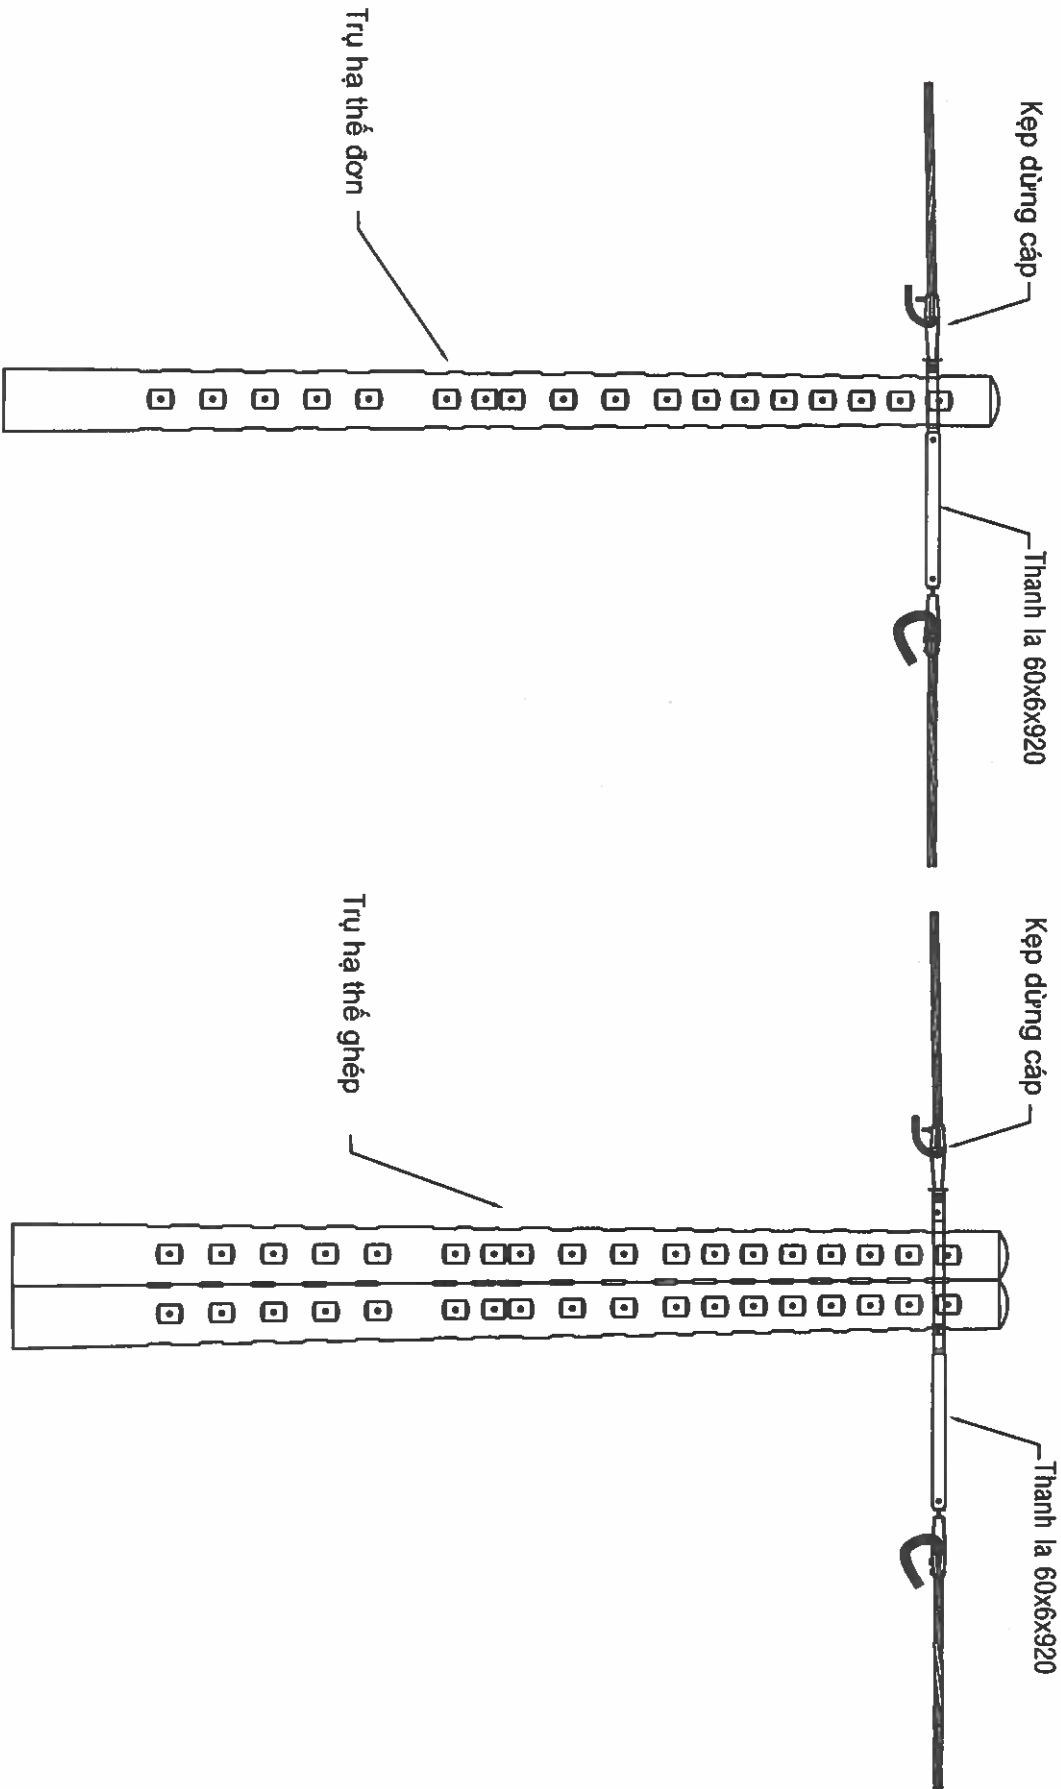 Kẹp dừng cáp
Thanh la 60x6x920
Trụ hạ thế đơn
Kẹp dừng cáp
Thanh la 60x6x920
Trụ hạ thế ghép